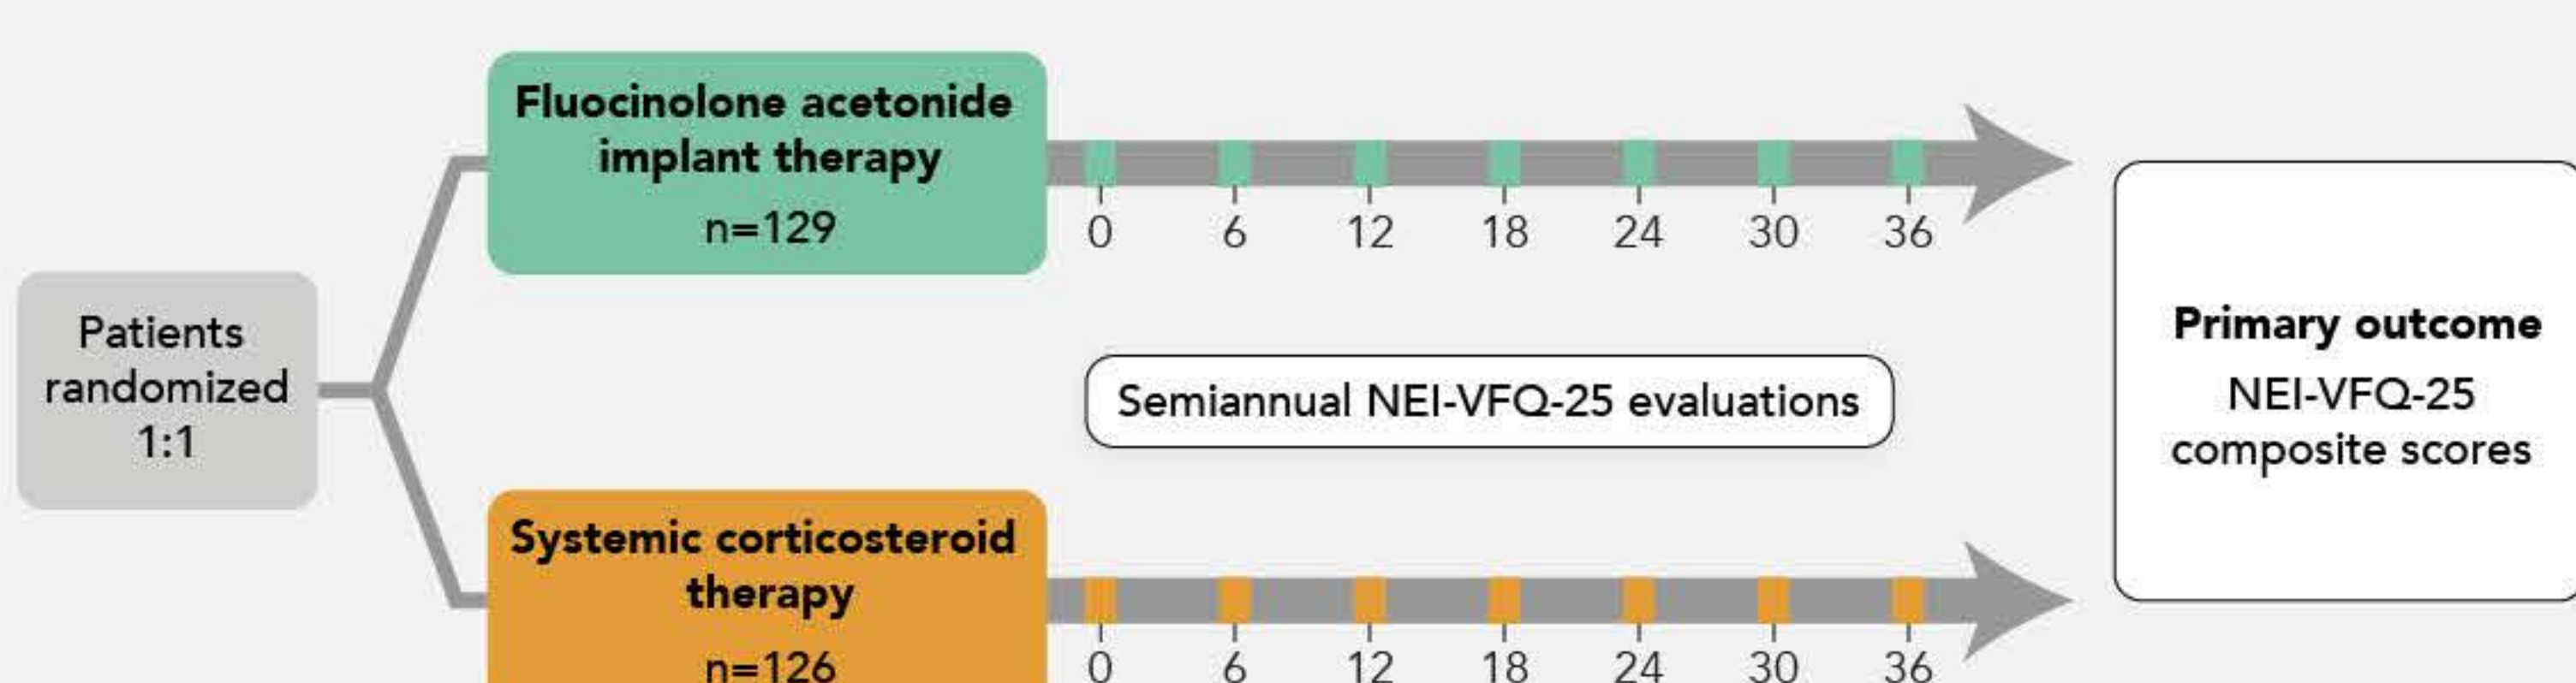 Patients
randomized
1:1
Fluocinolone acetonide
implant therapy
n=129
0 6 12 18 24 30 36
Semiannual NEI-VFQ-25 evaluations
Systemic corticosteroid
therapy
n=126
0 6 12 18 24 30 36
Primary outcome
NEI-VFQ-25
composite scores